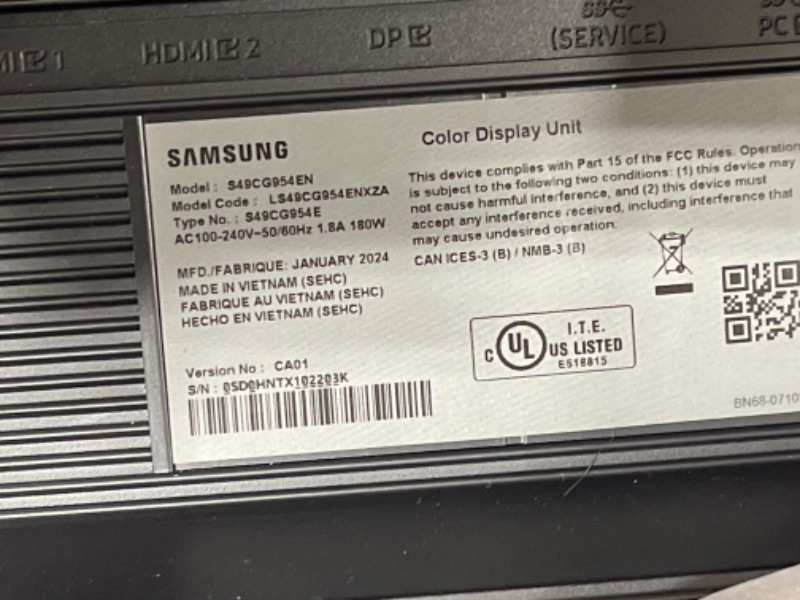 HDMI 2
DP
(SERVICE)
PC
SAMSUNG
Model : S49CG954EN
Model Code : LS49CG954ENXZA
Type No. : S49CG954E
AC100-240V~50/60Hz 1.8A 180W
MFD./FABRIQUE: JANUARY 2024
MADE IN VIETNAM (SEHC)
FABRIQUE AU VIETNAM (SEHC)
HECHO EN VIETNAM (SEHC)
Version No : CA01
S/N : 0SD0HNTX102203K
Color Display Unit
This device complies with Part 15 of the FCC Rules. Operation
is subject to the following two conditions: (1) this device may
not cause harmful interference, and (2) this device must
accept any interference received, including interference that
may cause undesired operation.
CAN ICES-3 (B) / NMB-3 (B)
C UL US LISTED
I.T.E.
E518815
BN68-0710